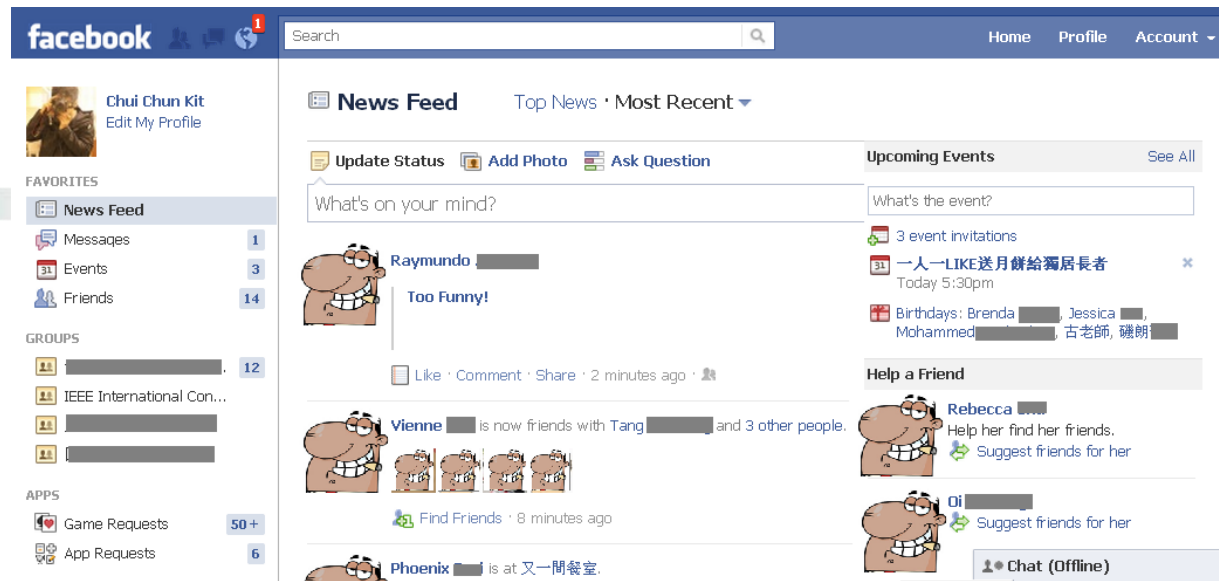 facebook
1
Search
Home Profile Account
Chui Chun Kit
Edit My Profile
FAVORITES
News Feed
Messages 1
Events 3
Friends 14
GROUPS
12
IEEE International Con...
APPS
Game Requests 50+
App Requests 6
News Feed
Top News · Most Recent
Update Status Add Photo Ask Question
What's on your mind?
Raymundo
Too Funny!
Like · Comment · Share · 2 minutes ago ·
Vienne is now friends with Tang and 3 other people.
Find Friends · 8 minutes ago
Phoenix is at 又一間餐室.
Upcoming Events See All
What's the event?
3 event invitations
31 一人一LIKE送月餅給獨居長者
Today 5:30pm
Birthdays: Brenda , Jessica ,
Mohammed , 古老師, 磯朗
Help a Friend
Rebecca
Help her find her friends.
Suggest friends for her
Oi
Suggest friends for her
Chat (Offline)